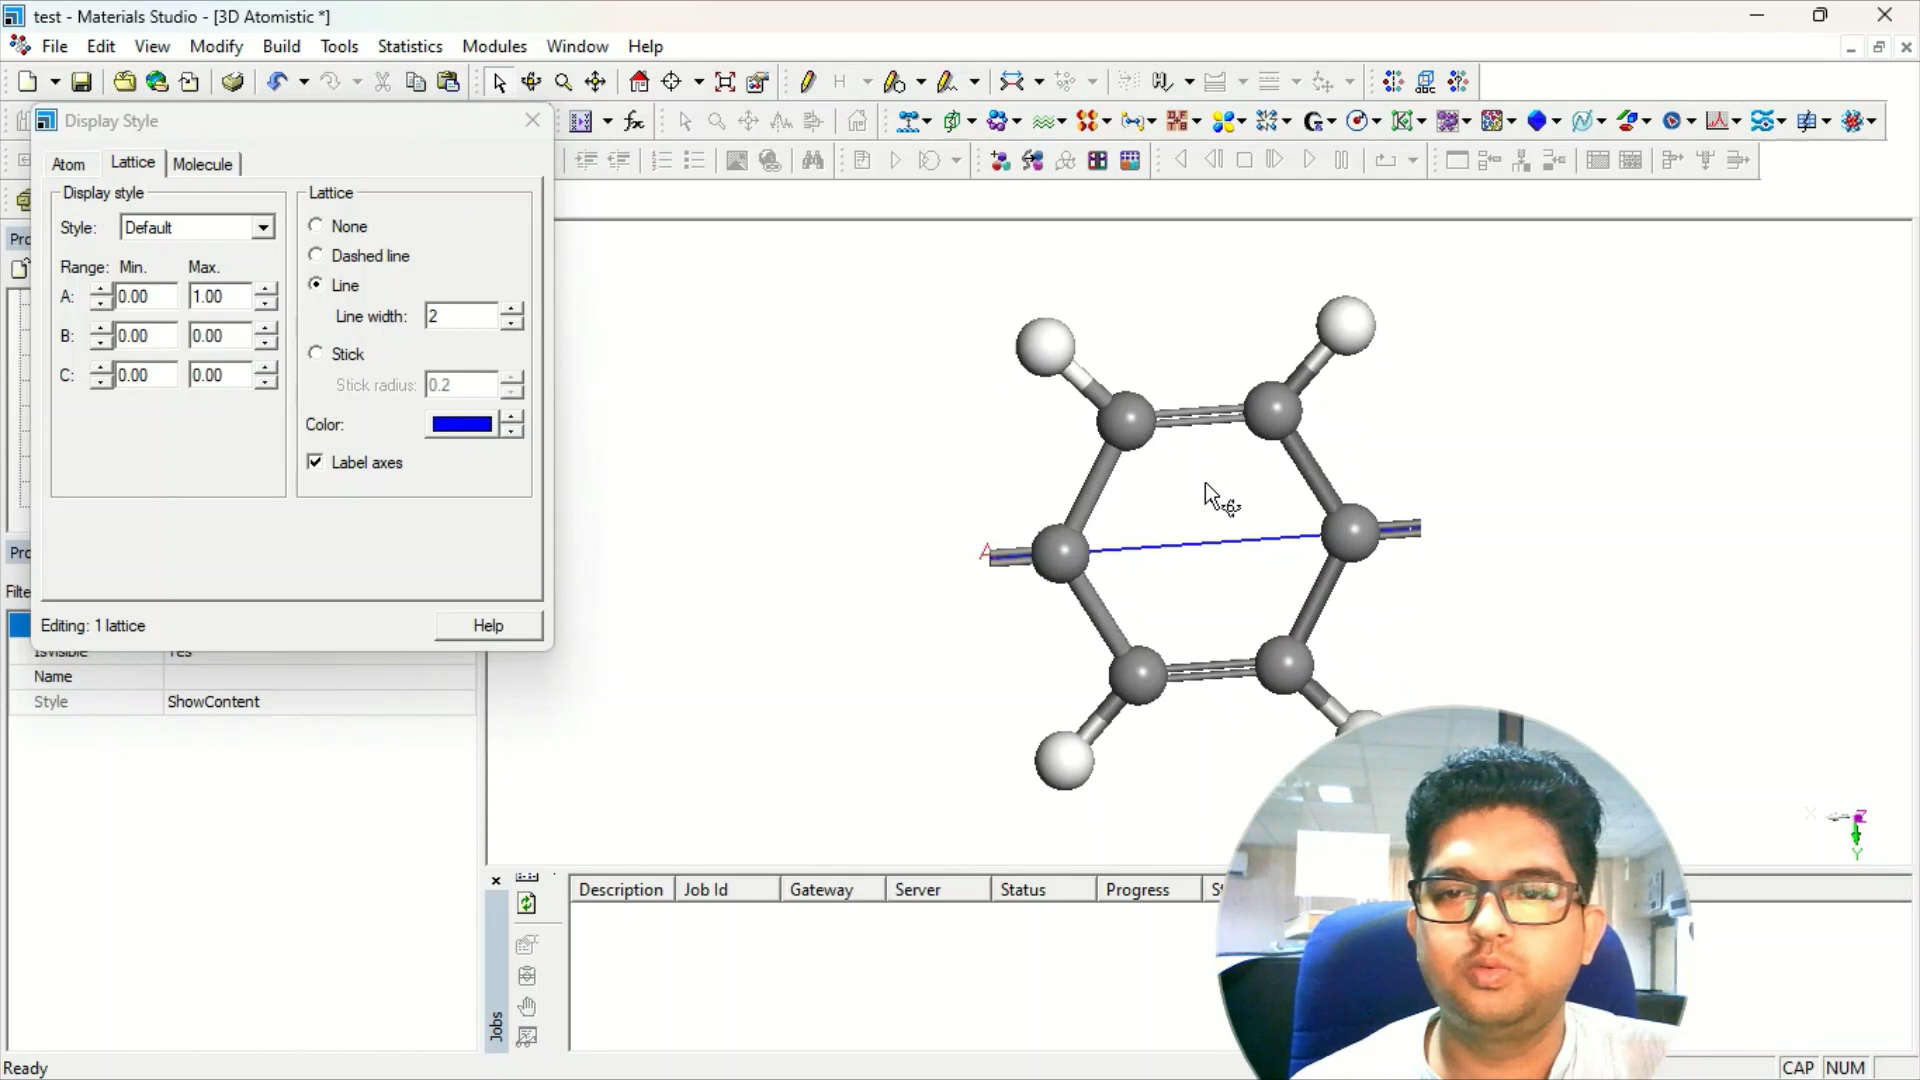 test - Materials Studio - [3D Atomistic *]
File Edit View Modify Build Tools Statistics Modules Window Help
Display Style
Atom Lattice Molecule
Display style
Style: Default
Range: Min. Max.
A: 0.00 1.00
B: 0.00 0.00
C: 0.00 0.00
Lattice
None
Dashed line
Line
Line width: 2
Stick
Stick radius: 0.2
Color:
Label axes
Editing: 1 lattice
Help
Name
Style ShowContent
A
X Z
Y
Description Job Id Gateway Server Status Progress
Jobs
Ready
CAP NUM